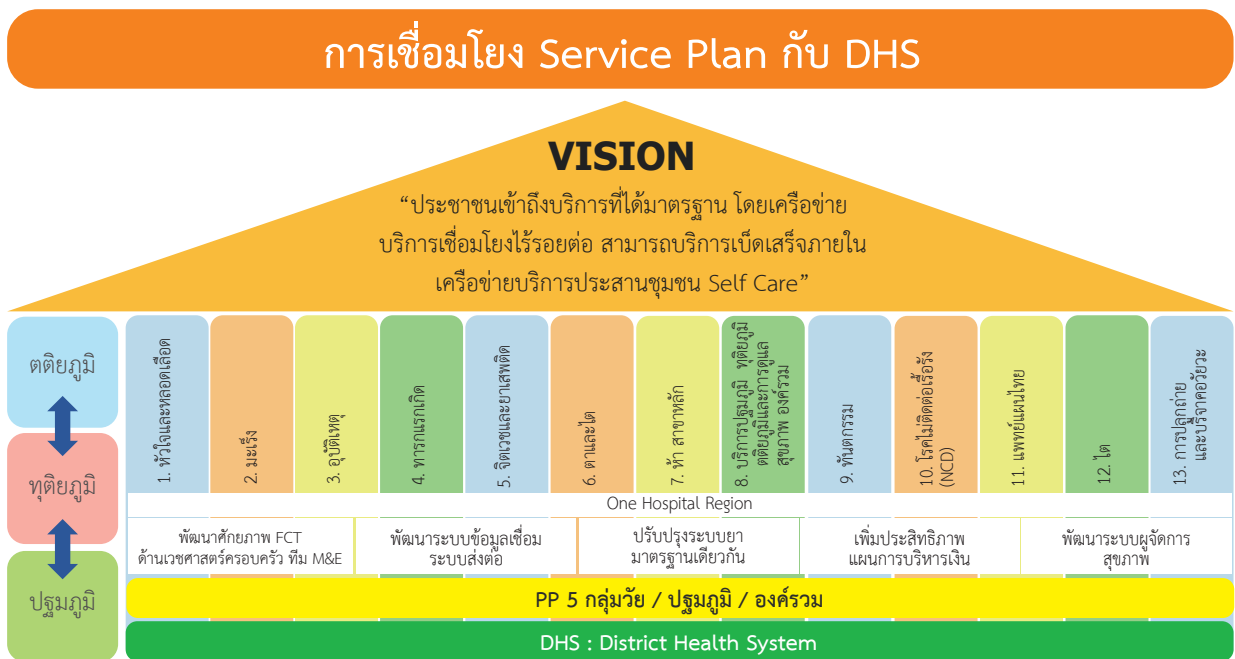 การเชื่อมโยง Service Plan กับ DHS
VISION
“ประชาชนเข้าถึงบริการที่ได้มาตรฐาน โดยเครือข่าย
บริการเชื่อมโยงไร้รอยต่อ สามารถบริการเบ็ดเสร็จภายใน
เครือข่ายบริการประสานชุมชน Self Care”
ตติยภูมิ
ทุติยภูมิ
ปฐมภูมิ
1. หัวใจและหลอดเลือด
2. มะเร็ง
3. อุบัติเหตุ
4. ทารกแรกเกิด
5. จิตเวชและยาเสพติด
6. ตาและไต
7. ห้า สาขาหลัก
8. บริการปฐมภูมิ ทุติยภูมิ
ตติยภูมิและการดูแล
สุขภาพ องค์รวม
9. ทันตกรรม
10. โรคไม่ติดต่อเรื้อรัง
(NCD)
11. แพทย์แผนไทย
12. ไต
13. การปลูกถ่าย
และบริจาคอวัยวะ
One Hospital Region
พัฒนาศักยภาพ FCT
ด้านเวชศาสตร์ครอบครัว ทีม M&E
พัฒนาระบบข้อมูลเชื่อม
ระบบส่งต่อ
ปรับปรุงระบบยา
มาตรฐานเดียวกัน
เพิ่มประสิทธิภาพ
แผนการบริหารเงิน
พัฒนาระบบผู้จัดการ
สุขภาพ
PP 5 กลุ่มวัย / ปฐมภูมิ / องค์รวม
DHS : District Health System